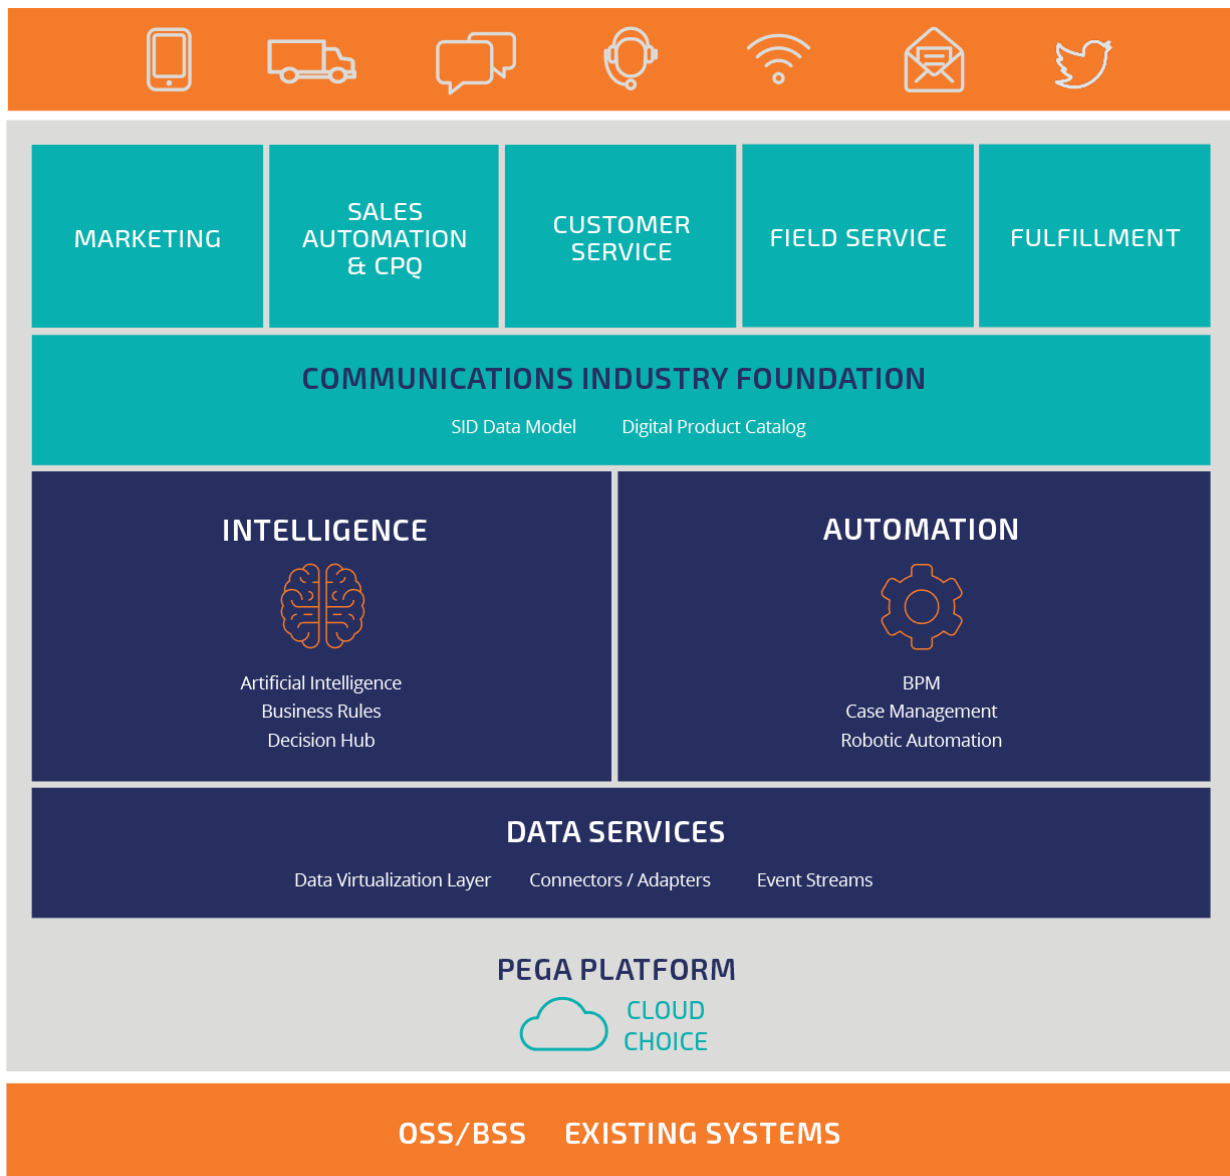 MARKETING
SALES
AUTOMATION
& CPQ
CUSTOMER
SERVICE
FIELD SERVICE
FULFILLMENT
COMMUNICATIONS INDUSTRY FOUNDATION
SID Data Model Digital Product Catalog
INTELLIGENCE
Artificial Intelligence
Business Rules
Decision Hub
AUTOMATION
BPM
Case Management
Robotic Automation
DATA SERVICES
Data Virtualization Layer Connectors / Adapters Event Streams
PEGA PLATFORM
CLOUD
CHOICE
OSS/BSS EXISTING SYSTEMS